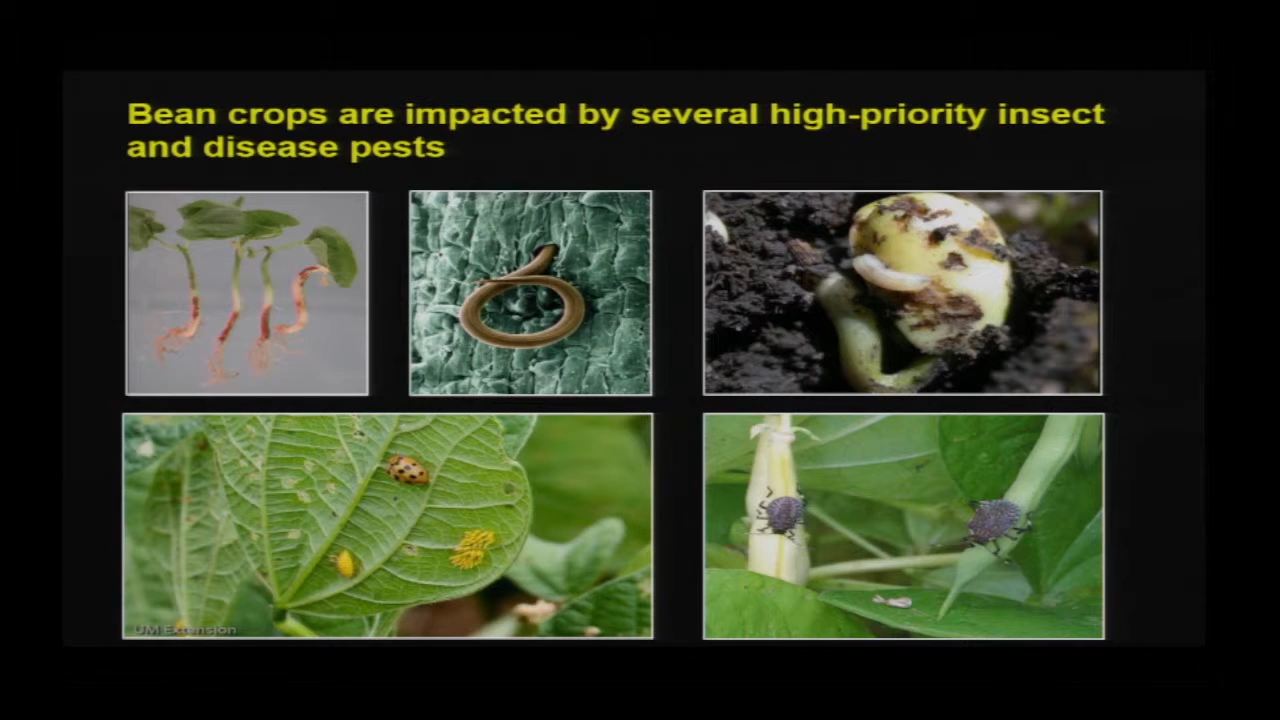 Bean crops are impacted by several high-priority insect
and disease pests
UM Extension